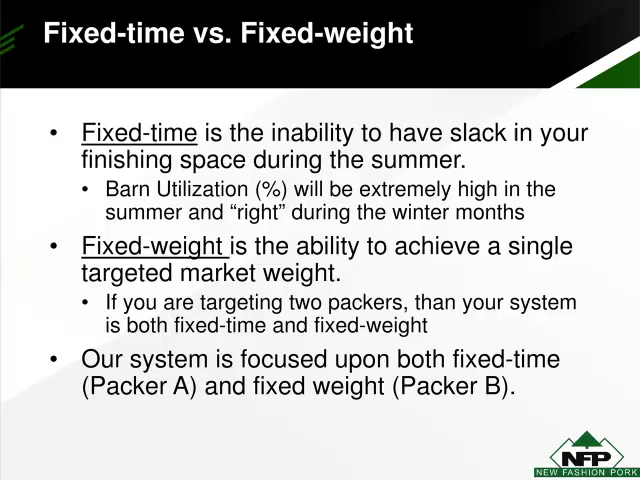 Fixed-time vs. Fixed-weight
• Fixed-time is the inability to have slack in your
finishing space during the summer.
• Barn Utilization (%) will be extremely high in the
summer and “right” during the winter months
• Fixed-weight is the ability to achieve a single
targeted market weight.
• If you are targeting two packers, than your system
is both fixed-time and fixed-weight
• Our system is focused upon both fixed-time
(Packer A) and fixed weight (Packer B).
NFP
NEW FASHION PORK